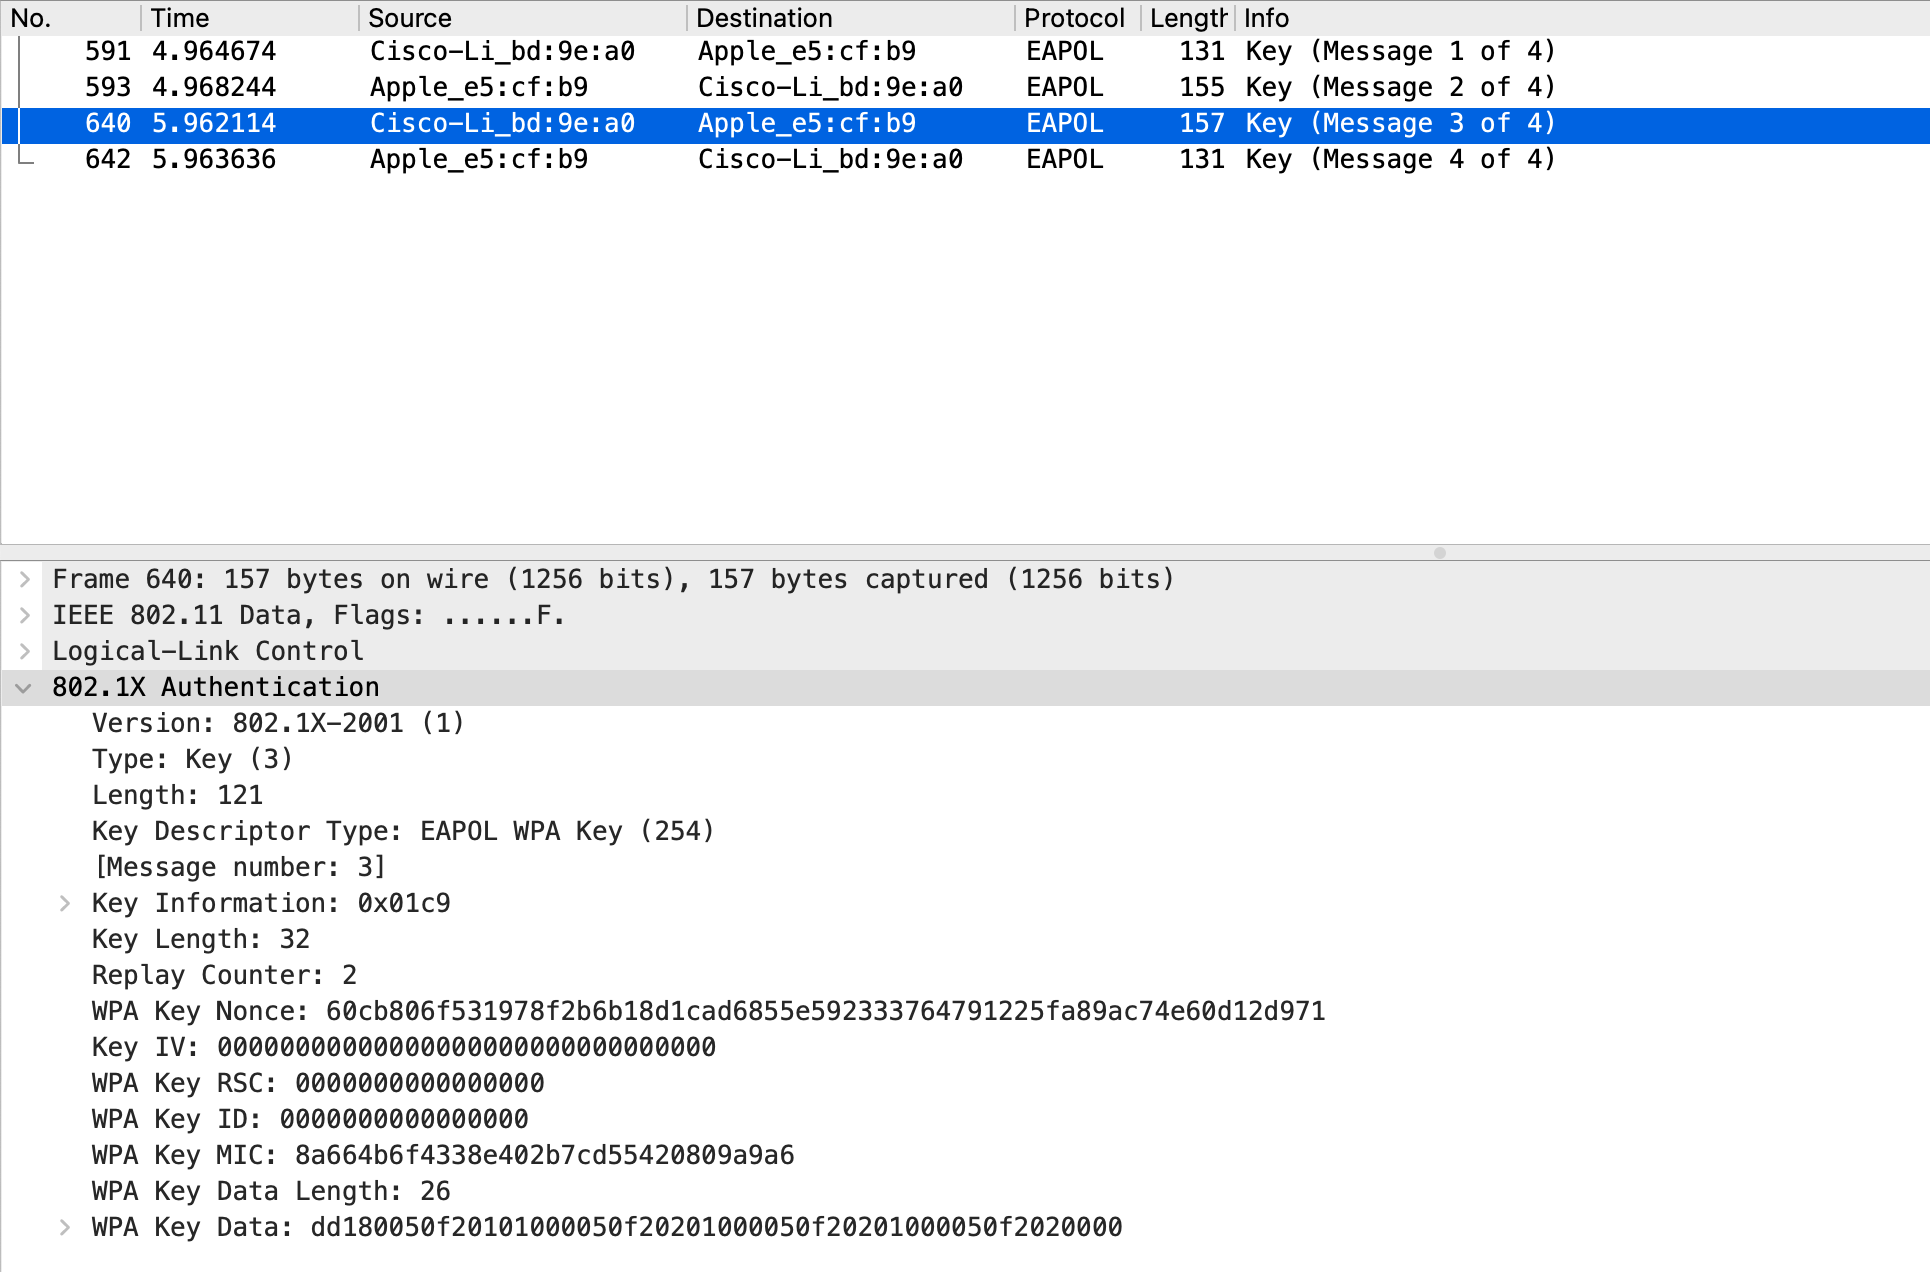 No. Time Source Destination Protocol Length Info
591 4.964674 Cisco-Li_bd:9e:a0 Apple_e5:cf:b9 EAPOL 131 Key (Message 1 of 4)
593 4.968244 Apple_e5:cf:b9 Cisco-Li_bd:9e:a0 EAPOL 155 Key (Message 2 of 4)
640 5.962114 Cisco-Li_bd:9e:a0 Apple_e5:cf:b9 EAPOL 157 Key (Message 3 of 4)
642 5.963636 Apple_e5:cf:b9 Cisco-Li_bd:9e:a0 EAPOL 131 Key (Message 4 of 4)
Frame 640: 157 bytes on wire (1256 bits), 157 bytes captured (1256 bits)
IEEE 802.11 Data, Flags: ......F.
Logical-Link Control
802.1X Authentication
Version: 802.1X-2001 (1)
Type: Key (3)
Length: 121
Key Descriptor Type: EAPOL WPA Key (254)
[Message number: 3]
Key Information: 0x01c9
Key Length: 32
Replay Counter: 2
WPA Key Nonce: 60cb806f531978f2b6b18d1cad6855e592333764791225fa89ac74e60d12d971
Key IV: 00000000000000000000000000000000
WPA Key RSC: 0000000000000000
WPA Key ID: 0000000000000000
WPA Key MIC: 8a664b6f4338e402b7cd55420809a9a6
WPA Key Data Length: 26
WPA Key Data: dd180050f20101000050f20201000050f20201000050f2020000